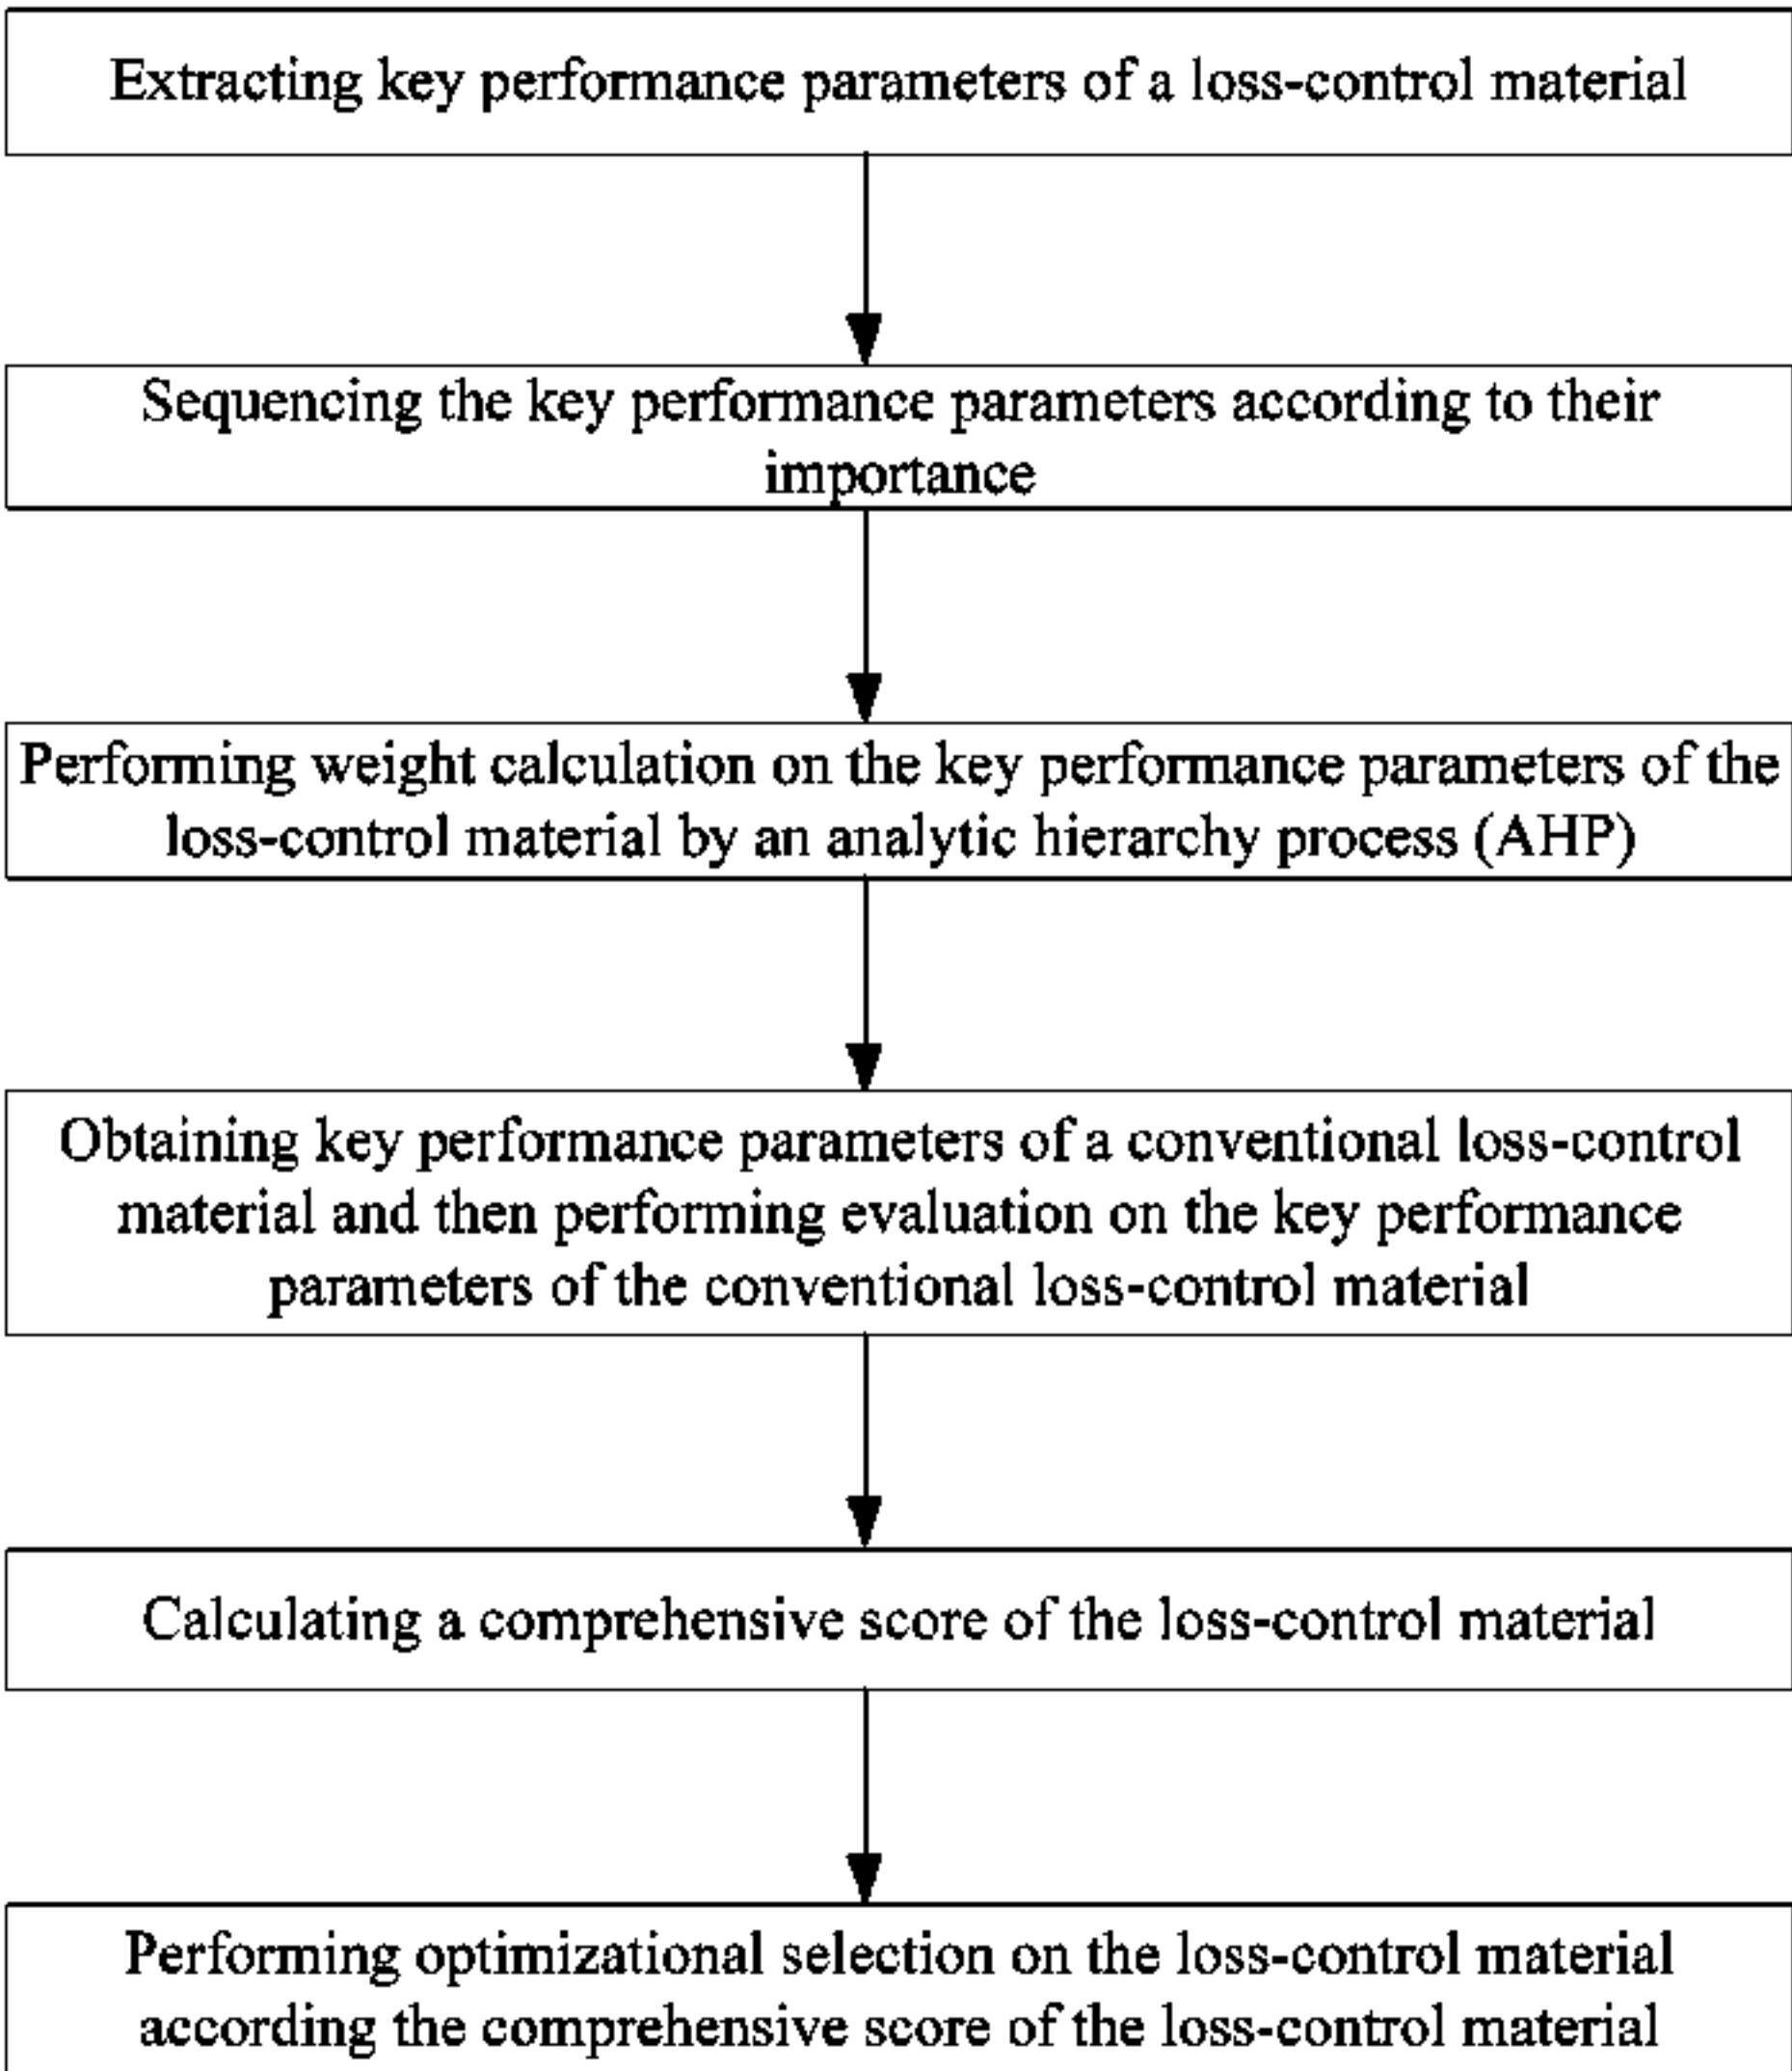 Extracting key performance parameters of a loss-control material
Sequencing the key performance parameters according to their
importance
Performing weight calculation on the key performance parameters of the
loss-control material by an analytic hierarchy process (AHP)
Obtaining key performance parameters of a conventional loss-control
material and then performing evaluation on the key performance
parameters of the conventional loss-control material
Calculating a comprehensive score of the loss-control material
Performing optimizational selection on the loss-control material
according the comprehensive score of the loss-control material